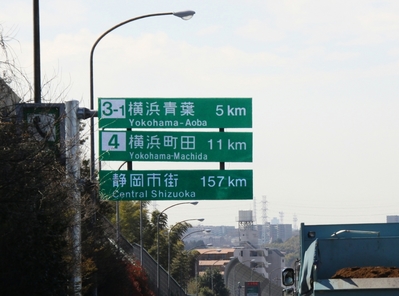 3-1 横浜青葉 5 km
Yokohama-Aoba
4 横浜町田 11 km
Yokohama-Machida
静岡市街 157 km
Central Shizuoka